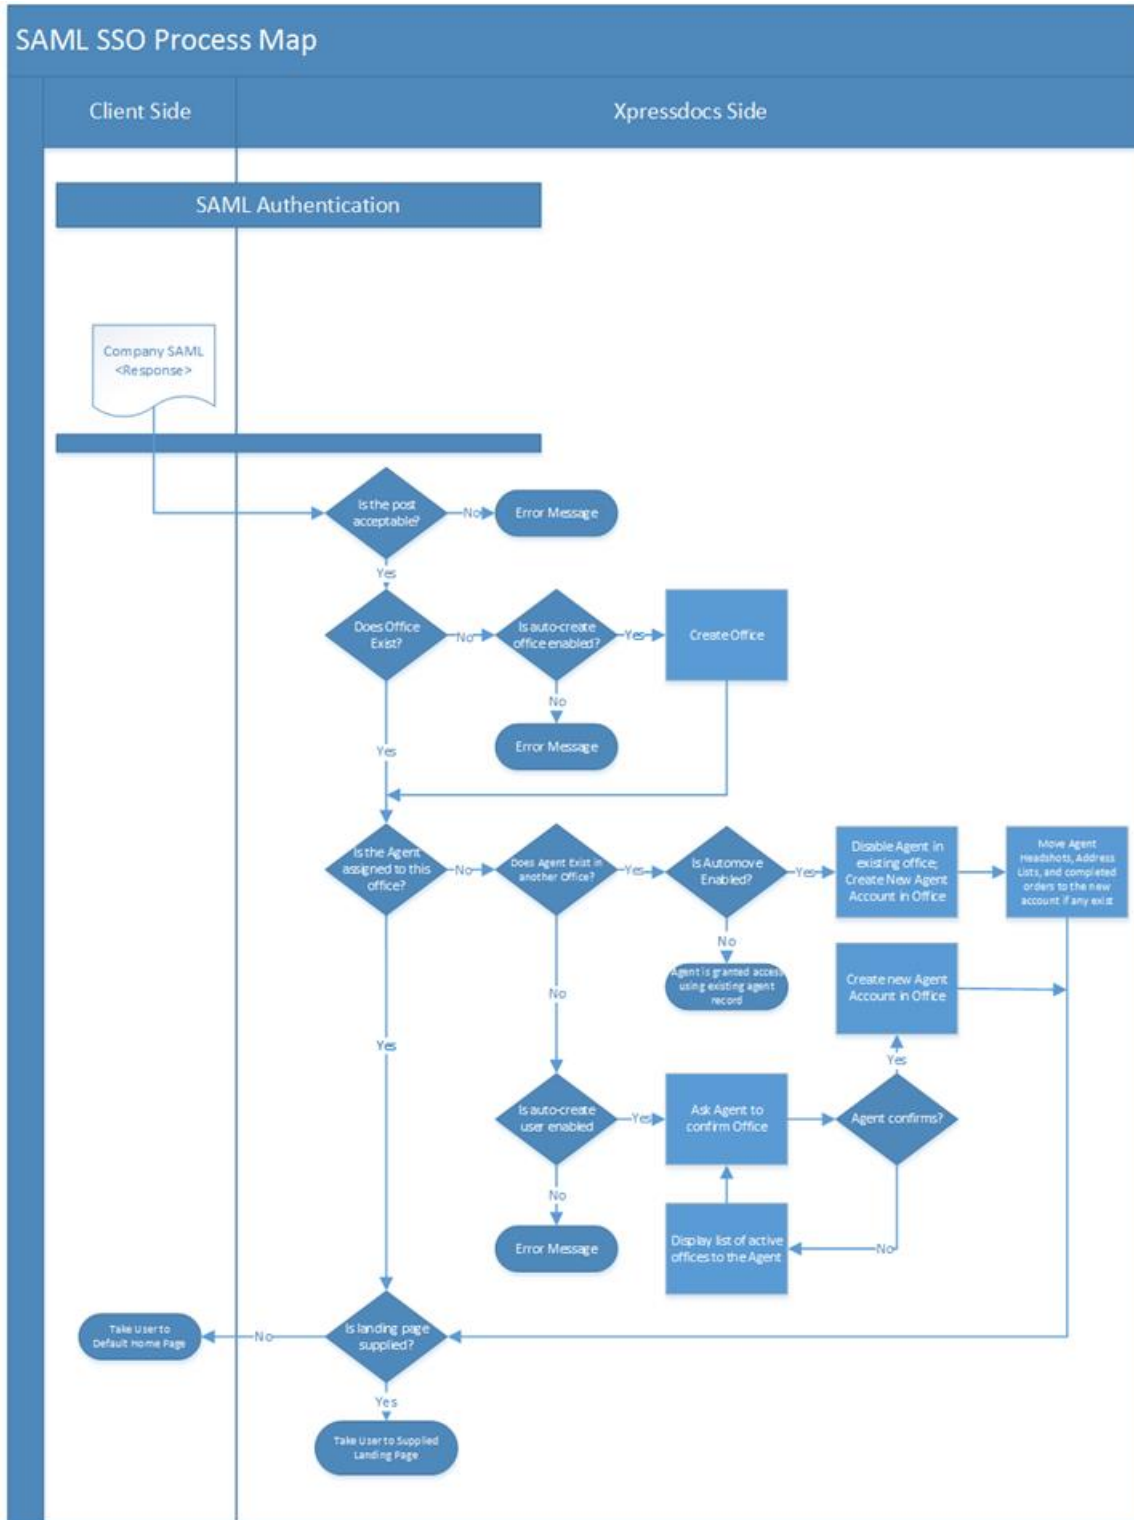 SAML SSO Process Map
Client Side
Xpressdocs Side
SAML Authentication
Company SAML
<Response>
Is the post
acceptable?
No
Error Message
Yes
Does Office
Exist?
No
Is auto-create
office enabled?
Yes
Create Office
No
Error Message
Yes
Is the Agent
assigned to this
office?
No
Does Agent Exist in
another Office?
Yes
Is Automove
Enabled?
Yes
Disable Agent in
existing office;
Create New Agent
Account in Office
Move Agent
Headshots, Address
Lists, and completed
orders to the new
account if any exist
No
Agent is granted access
using existing agent
record
No
Create new Agent
Account in Office
Yes
Yes
Is auto-create
user enabled
Yes
Ask Agent to
confirm Office
Agent confirms?
No
Error Message
Display list of active
offices to the Agent
No
Take User to
Default Home Page
No
Is landing page
supplied?
Yes
Take User to Supplied
Landing Page